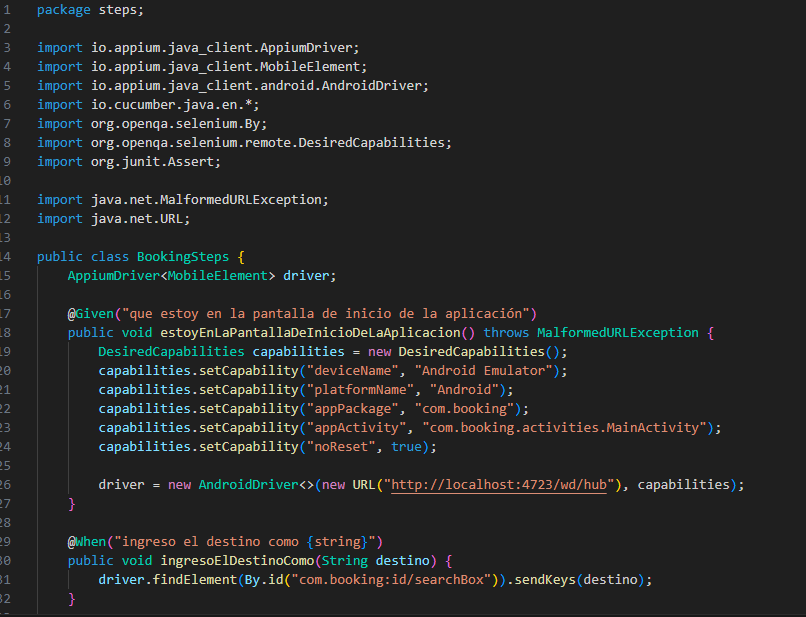 1 package steps;
2
3 import io.appium.java_client.AppiumDriver;
4 import io.appium.java_client.MobileElement;
5 import io.appium.java_client.android.AndroidDriver;
6 import io.cucumber.java.en.*;
7 import org.openqa.selenium.By;
8 import org.openqa.selenium.remote.DesiredCapabilities;
9 import org.junit.Assert;
10
11 import java.net.MalformedURLException;
12 import java.net.URL;
13
14 public class BookingSteps {
15     AppiumDriver<MobileElement> driver;
16
17     @Given("que estoy en la pantalla de inicio de la aplicación")
18     public void estoyEnLaPantallaDeInicioDeLaAplicacion() throws MalformedURLException {
19         DesiredCapabilities capabilities = new DesiredCapabilities();
20         capabilities.setCapability("deviceName", "Android Emulator");
21         capabilities.setCapability("platformName", "Android");
22         capabilities.setCapability("appPackage", "com.booking");
23         capabilities.setCapability("appActivity", "com.booking.activities.MainActivity");
24         capabilities.setCapability("noReset", true);
25
26         driver = new AndroidDriver<>(new URL("http://localhost:4723/wd/hub"), capabilities);
27     }
28
29     @When("ingreso el destino como {string}")
30     public void ingresoElDestinoComo(String destino) {
31         driver.findElement(By.id("com.booking:id/searchBox")).sendKeys(destino);
32     }